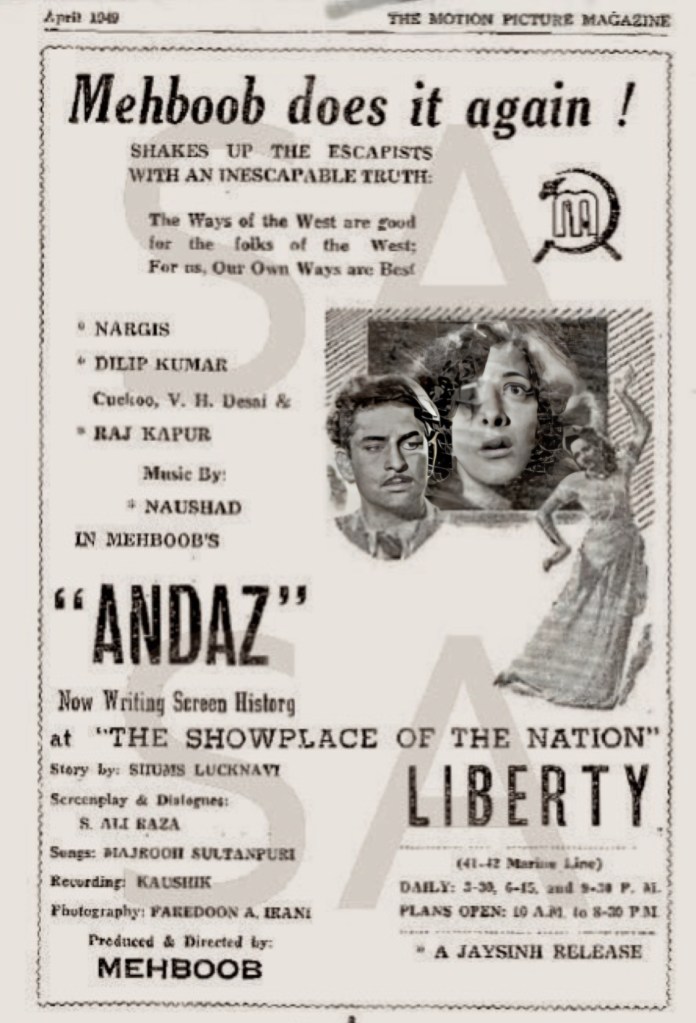 April 1949
THE MOTION PICTURE MAGAZINE
Mehboob does it again !
SHAKES UP THE ESCAPISTS
WITH AN INESCAPABLE TRUTH:
The Ways of the West are good
for the folks of the West;
For us, Our Own Ways are Best
M
* NARGIS
* DILIP KUMAR
Cuckoo, V. H. Desai &
* RAJ KAPUR
Music By:
* NAUSHAD
IN MEHBOOB'S
"ANDAZ"
Now Writing Screen History
at "THE SHOWPLACE OF THE NATION"
LIBERTY
(41-42 Marine Line)
DAILY: 3-30, 6-15, and 9-30 P. M.
PLANS OPEN: 10 A.M. to 8-30 P.M.
* A JAYSINH RELEASE
Story by: SHUMS LUCKNAVI
Screenplay & Dialogues:
S. ALI RAZA
Songs: MAJROOH SULTANPURI
Recording: KAUSHIK
Photography: FAREDOON A. IRANI
Produced & Directed by:
MEHBOOB
SA
SA